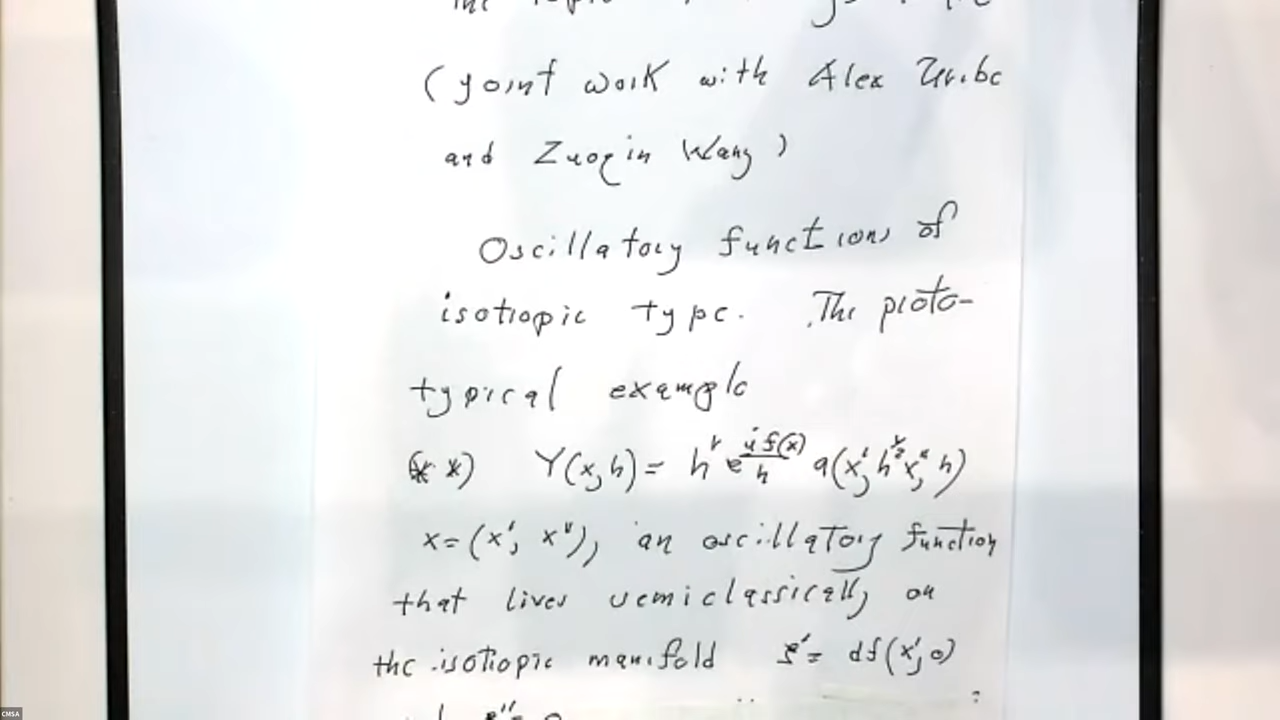 (joint work with Alex Uribe
and Zuoqin Wang)
Oscillatory functions of
isotropic type. The proto-
typical example
(**) Υ(x,h) = h^r e^{i f(x)/h} a(x', h^{-1/2} x'', h)
x = (x', x''), an oscillatory function
that lives semiclassically on
the isotropic manifold ξ' = df(x', 0)
CMSA